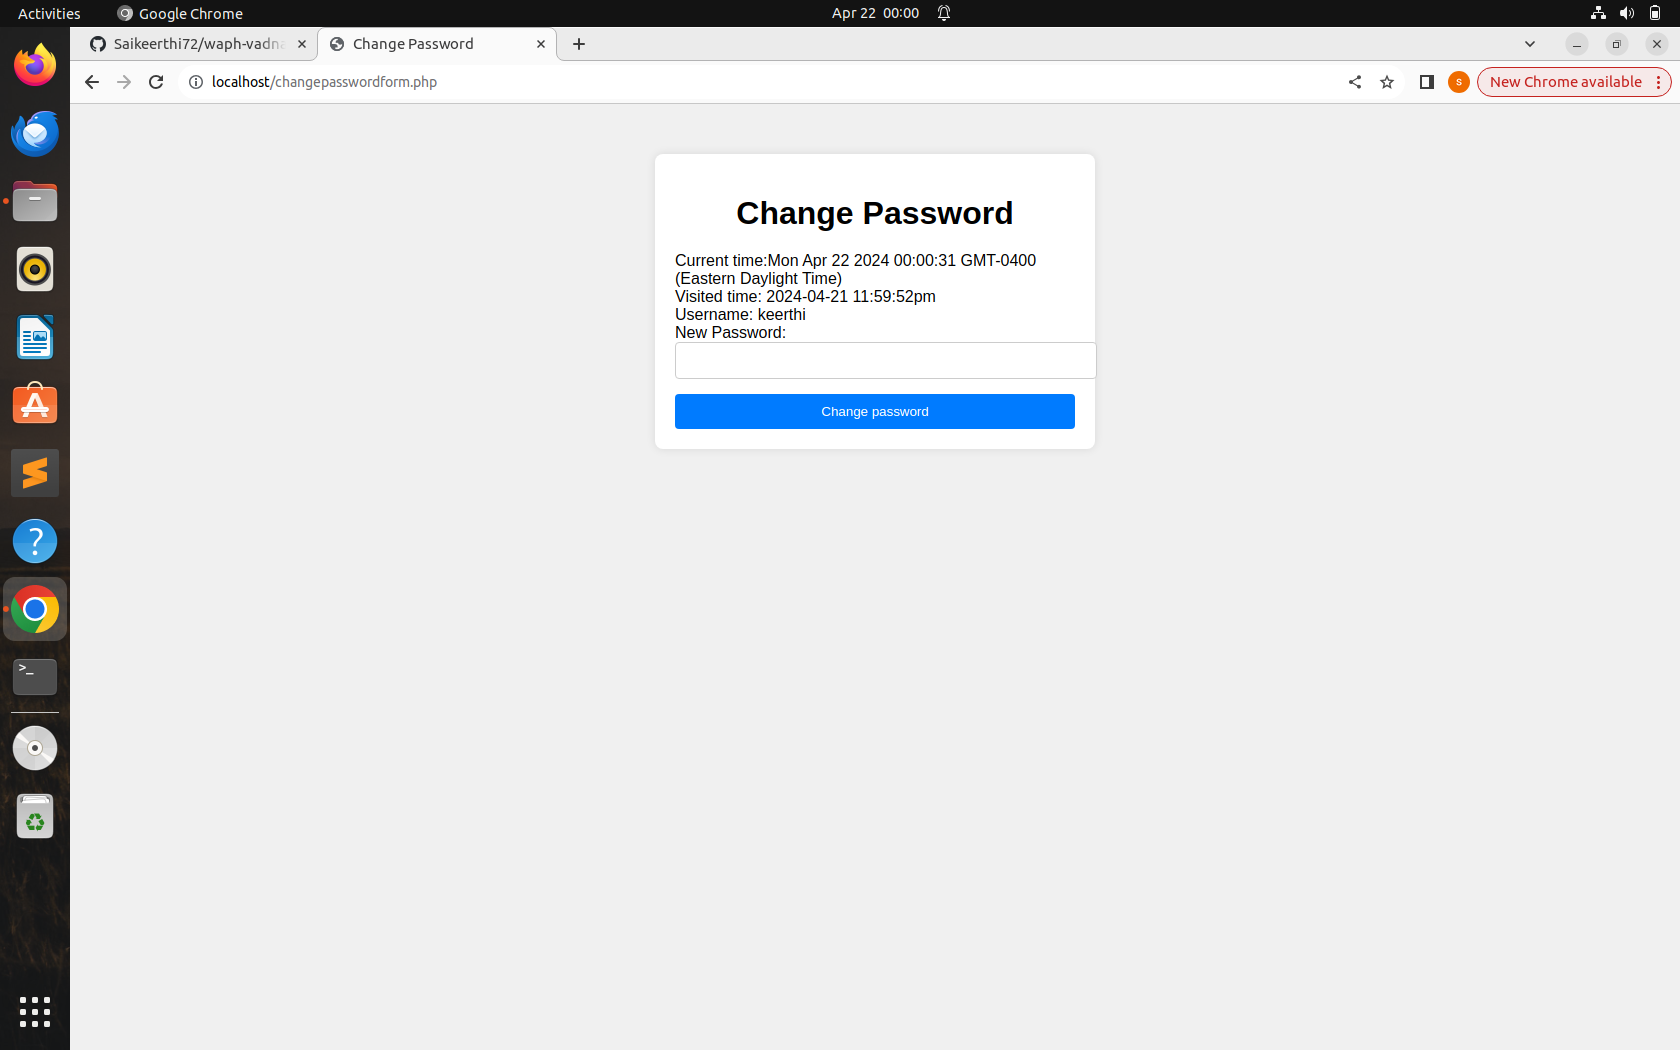 Activities
Google Chrome
Apr 22 00:00
Saikeerthi72/waph-vadna
Change Password
localhost/changepasswordform.php
S
New Chrome available
Change Password
Current time:Mon Apr 22 2024 00:00:31 GMT-0400
(Eastern Daylight Time)
Visited time: 2024-04-21 11:59:52pm
Username: keerthi
New Password:
Change password